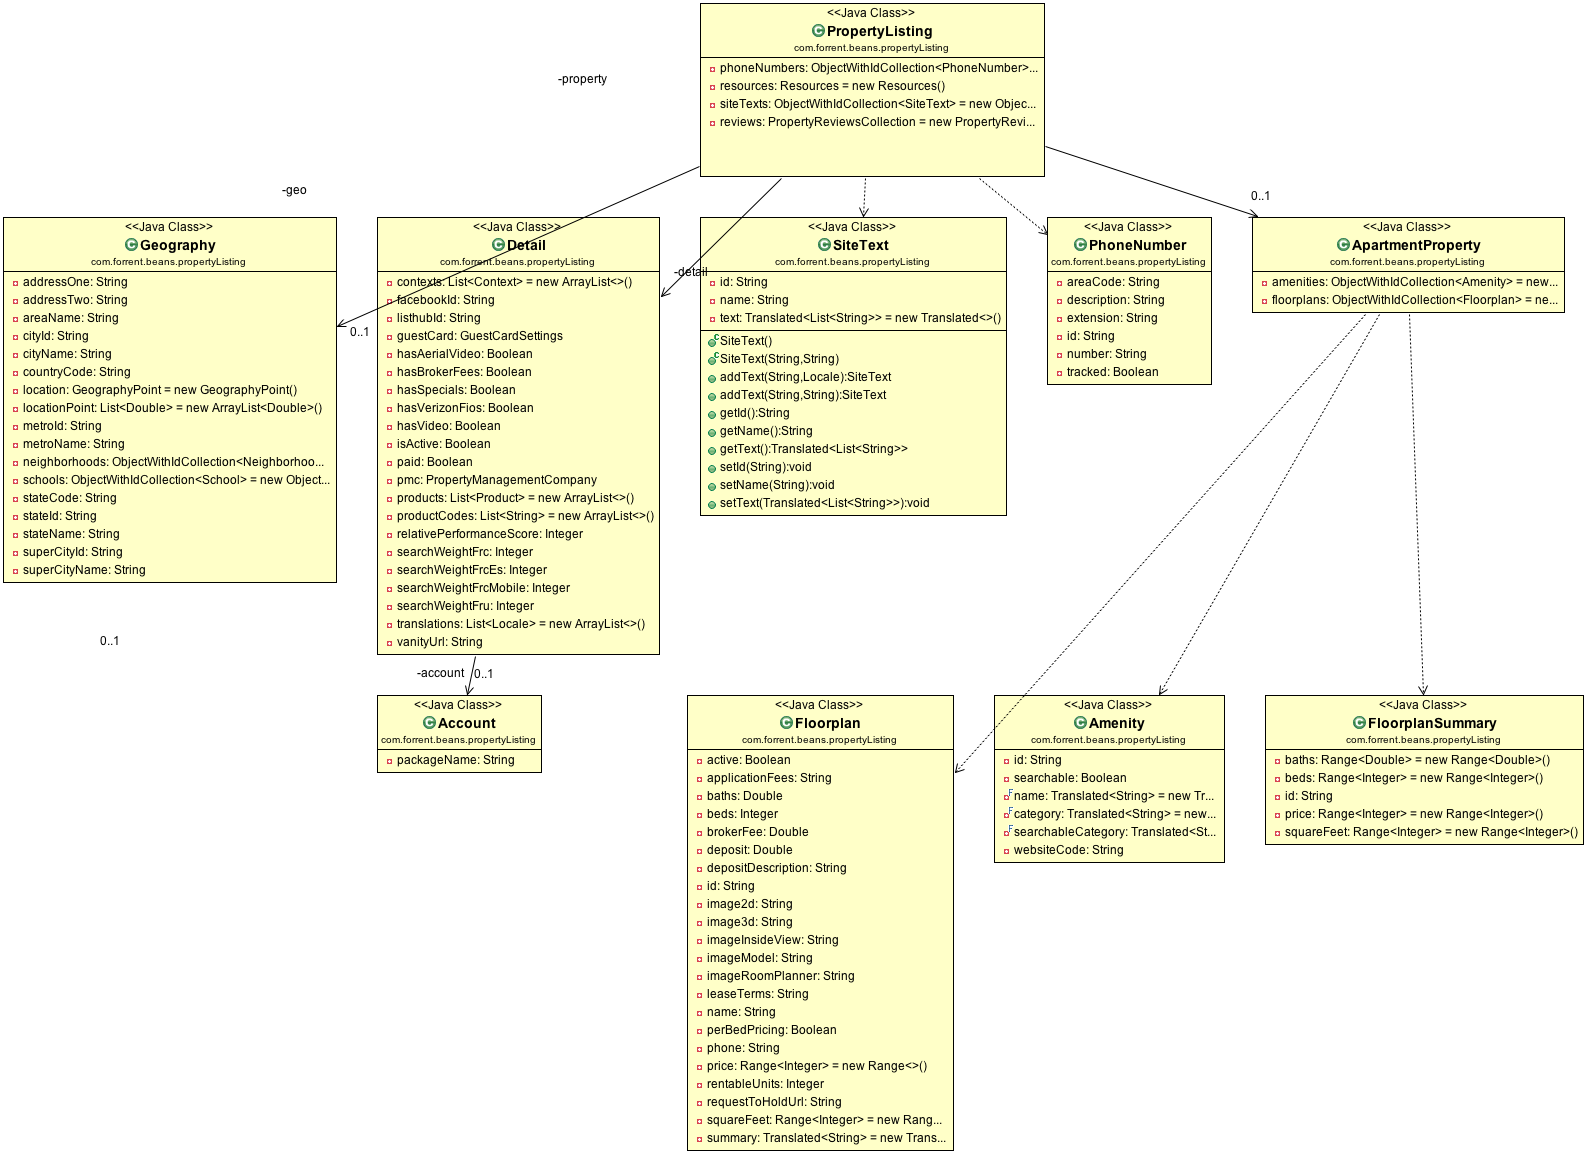 <<Java Class>>
PropertyListing
com.forrent.beans.propertyListing
phoneNumbers: ObjectWithIdCollection<PhoneNumber>...
resources: Resources = new Resources()
siteTexts: ObjectWithIdCollection<SiteText> = new Objec...
reviews: PropertyReviewsCollection = new PropertyRevi...
-property
-geo
0..1
<<Java Class>>
Geography
com.forrent.beans.propertyListing
addressOne: String
addressTwo: String
areaName: String
cityId: String
cityName: String
countryCode: String
location: GeographyPoint = new GeographyPoint()
locationPoint: List<Double> = new ArrayList<Double>()
metroId: String
metroName: String
neighborhoods: ObjectWithIdCollection<Neighborhoo...
schools: ObjectWithIdCollection<School> = new Object...
stateCode: String
stateId: String
stateName: String
superCityId: String
superCityName: String
0..1
<<Java Class>>
Detail
com.forrent.beans.propertyListing
contexts: List<Context> = new ArrayList<>()
facebookId: String
listhubId: String
guestCard: GuestCardSettings
hasAerialVideo: Boolean
hasBrokerFees: Boolean
hasSpecials: Boolean
hasVerizonFios: Boolean
hasVideo: Boolean
isActive: Boolean
paid: Boolean
pmc: PropertyManagementCompany
products: List<Product> = new ArrayList<>()
productCodes: List<String> = new ArrayList<>()
relativePerformanceScore: Integer
searchWeightFrc: Integer
searchWeightFrcEs: Integer
searchWeightFrcMobile: Integer
searchWeightFru: Integer
translations: List<Locale> = new ArrayList<>()
vanityUrl: String
-detail
<<Java Class>>
SiteText
com.forrent.beans.propertyListing
id: String
name: String
text: Translated<List<String>> = new Translated<>()
SiteText()
SiteText(String,String)
addText(String,Locale):SiteText
addText(String,String):SiteText
getId():String
getName():String
getText():Translated<List<String>>
setId(String):void
setName(String):void
setText(Translated<List<String>>):void
<<Java Class>>
PhoneNumber
com.forrent.beans.propertyListing
areaCode: String
description: String
extension: String
id: String
number: String
tracked: Boolean
<<Java Class>>
ApartmentProperty
com.forrent.beans.propertyListing
amenities: ObjectWithIdCollection<Amenity> = new...
floorplans: ObjectWithIdCollection<Floorplan> = ne...
0..1
-account
0..1
<<Java Class>>
Account
com.forrent.beans.propertyListing
packageName: String
<<Java Class>>
Floorplan
com.forrent.beans.propertyListing
active: Boolean
applicationFees: String
baths: Double
beds: Integer
brokerFee: Double
deposit: Double
depositDescription: String
id: String
image2d: String
image3d: String
imageInsideView: String
imageModel: String
imageRoomPlanner: String
leaseTerms: String
name: String
perBedPricing: Boolean
phone: String
price: Range<Integer> = new Range<>()
rentableUnits: Integer
requestToHoldUrl: String
squareFeet: Range<Integer> = new Rang...
summary: Translated<String> = new Trans...
<<Java Class>>
Amenity
com.forrent.beans.propertyListing
id: String
searchable: Boolean
name: Translated<String> = new Tr...
category: Translated<String> = new...
searchableCategory: Translated<St...
websiteCode: String
<<Java Class>>
FloorplanSummary
com.forrent.beans.propertyListing
baths: Range<Double> = new Range<Double>()
beds: Range<Integer> = new Range<Integer>()
id: String
price: Range<Integer> = new Range<Integer>()
squareFeet: Range<Integer> = new Range<Integer>()